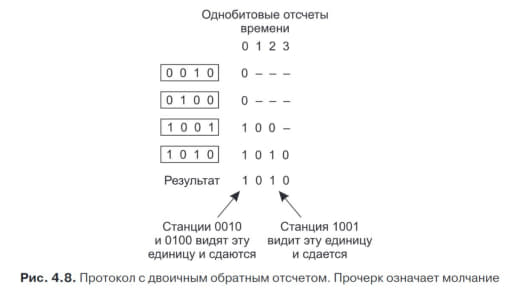 Однобитовые отсчеты
времени
0 1 2 3
0 0 1 0 0 – – –
0 1 0 0 0 – – –
1 0 0 1 1 0 0 –
1 0 1 0 1 0 1 0
Результат 1 0 1 0
Станции 0010
и 0100 видят эту
единицу и сдаются
Станция 1001
видит эту единицу
и сдается
Рис. 4.8. Протокол с двоичным обратным отсчетом. Прочерк означает молчание